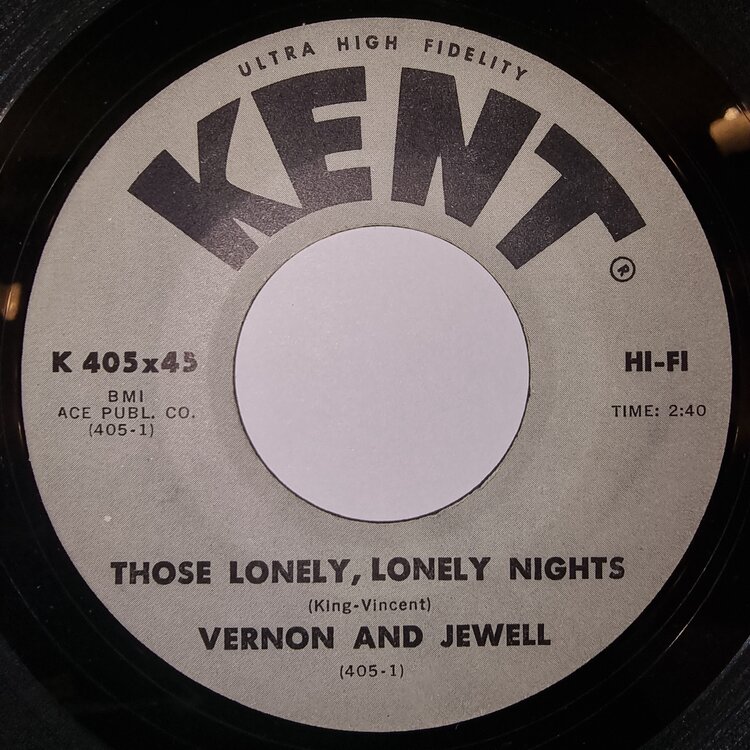 ULTRA HIGH FIDELITY
KENT
®
K 405x45
BMI
ACE PUBL. CO.
(405-1)
HI-FI
TIME: 2:40
THOSE LONELY, LONELY NIGHTS
(King-Vincent)
VERNON AND JEWELL
(405-1)